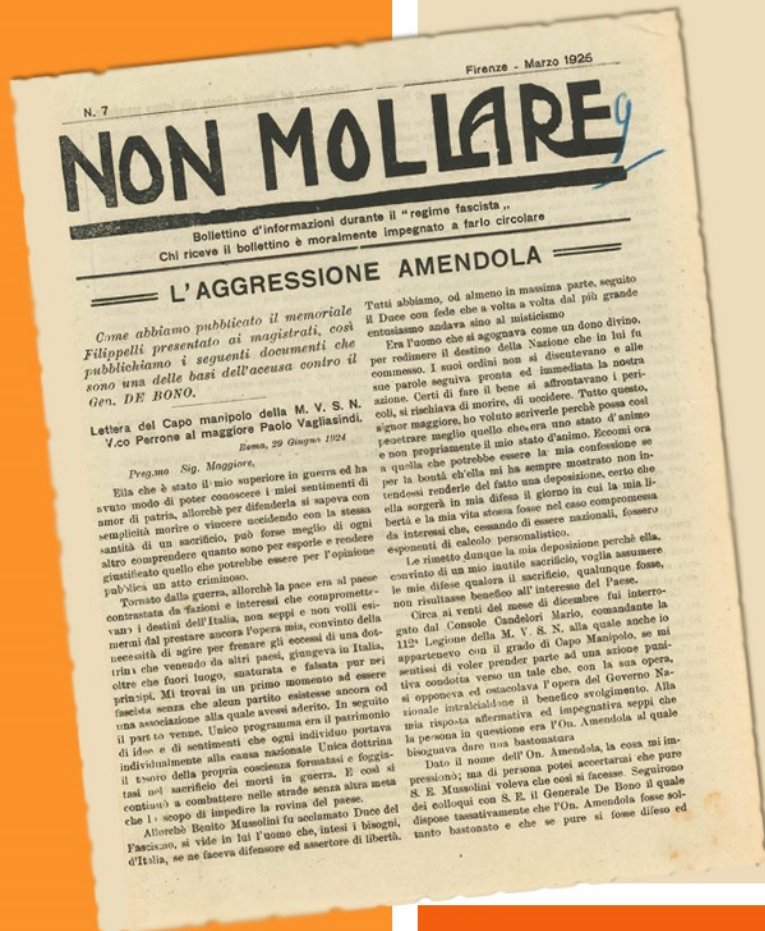 N. 7
Firenze - Marzo 1925
NON MOLLARE
9
Bollettino d'informazioni durante il "regime fascista„
Chi riceve il bollettino è moralmente impegnato a farlo circolare
L'AGGRESSIONE AMENDOLA
Come abbiamo pubblicato il memoriale
Filippelli presentato ai magistrati, così
pubblichiamo i seguenti documenti che
sono una delle basi dell'accusa contro il
Gen. DE BONO.
Lettera del Capo manipolo della M. V. S. N.
V.co Perrone al maggiore Paolo Vagliasindi.
Roma, 29 Giugno 1924
Preg.mo Sig. Maggiore,
Ella che è stato il mio superiore in guerra ed ha
avuto modo di poter conoscere i miei sentimenti di
amor di patria, allorchè per difenderla si sapeva con
semplicità morire o vincere uccidendo con la stessa
santità di un sacrificio, può forse meglio di ogni
altro comprendere quanto sono per esporle e rendere
giustificato quello che potrebbe essere per l'opinione
pubblica un atto criminoso.
Tornato dalla guerra, allorchè la pace era al paese
contrastata da fazioni e interessi che compromette-
vano i destini dell'Italia, non seppi e non volli esi-
mermi dal prestare ancora l'opera mia, convinto della
necessità di agire per frenare gli eccessi di una dot-
trina che venendo da altri paesi, giungeva in Italia,
oltre che fuori luogo, snaturata e falsata pur nei
principi. Mi trovai in un primo momento ad essere
fascista senza che alcun partito esistesse ancora od
una associazione alla quale avessi aderito. In seguito
il partito venne. Unico programma era il patrimonio
di idee e di sentimenti che ogni individuo portava
individualmente alla causa nazionale Unica dottrina
il tesoro della propria coscienza formatasi e foggia-
tasi nel sacrificio dei morti in guerra. E così si
continuò a combattere nelle strade senza altra meta
che lo scopo di impedire la rovina del paese.
Allorchè Benito Mussolini fu acclamato Duce del
Fascismo, si vide in lui l'uomo che, intesi i bisogni,
d'Italia, se ne faceva difensore ed assertore di libertà.
Tutti abbiamo, od almeno in massima parte, seguito
il Duce con fede che a volta a volta dal più grande
entusiasmo andava sino al misticismo
Era l'uomo che si agognava come un dono divino,
per redimere il destino della Nazione che in lui fu
commesso. I suoi ordini non si discutevano e alle
sue parole seguiva pronta ed immediata la nostra
azione. Certi di fare il bene si affrontavano i peri-
coli, si rischiava di morire, di uccidere. Tutto questo,
signor maggiore, ho voluto scriverle perchè possa così
penetrare meglio quello che era uno stato d'animo
e non propriamente il mio stato d'animo. Eccomi ora
a quella che potrebbe essere la mia confessione se
per la bontà ch'ella mi ha sempre mostrato non in-
tendessi renderle del fatto una deposizione, certo che
ella sorgerà in mia difesa il giorno in cui la mia li-
bertà e la mia vita stessa fosse nel caso compromessa
da interessi che, cessando di essere nazionali, fossero
esponenti di calcolo personalistico.
Le rimetto dunque la mia deposizione perchè ella,
convinto di un mio inutile sacrificio, voglia assumere
le mie difese qualora il sacrificio, qualunque fosse,
non risultasse benefico all'interesse del Paese.
Circa ai venti del mese di dicembre fui interro-
gato dal Console Candelori Mario, comandante la
112ª Legione della M. V. S. N. alla quale anche io
appartenevo con il grado di Capo Manipolo, se mi
sentissi di voler prender parte ad una azione puni-
tiva condotta verso un tale che, con la sua opera,
si opponeva ed ostacolava l'opera del Governo Na-
zionale intralciandone il benefico svolgimento. Alla
mia risposta affermativa ed impegnativa seppi che
la persona in questione era l'On. Amendola al quale
bisognava dare una bastonatura
Dato il nome dell'On. Amendola, la cosa mi im-
pressionò; ma di persona potei accertarmi che pure
S. E. Mussolini voleva che così si facesse. Seguirono
dei colloqui con S. E. il Generale De Bono il quale
dispose tassativamente che l'On. Amendola fosse sol-
tanto bastonato e che se pure si fosse difeso ed